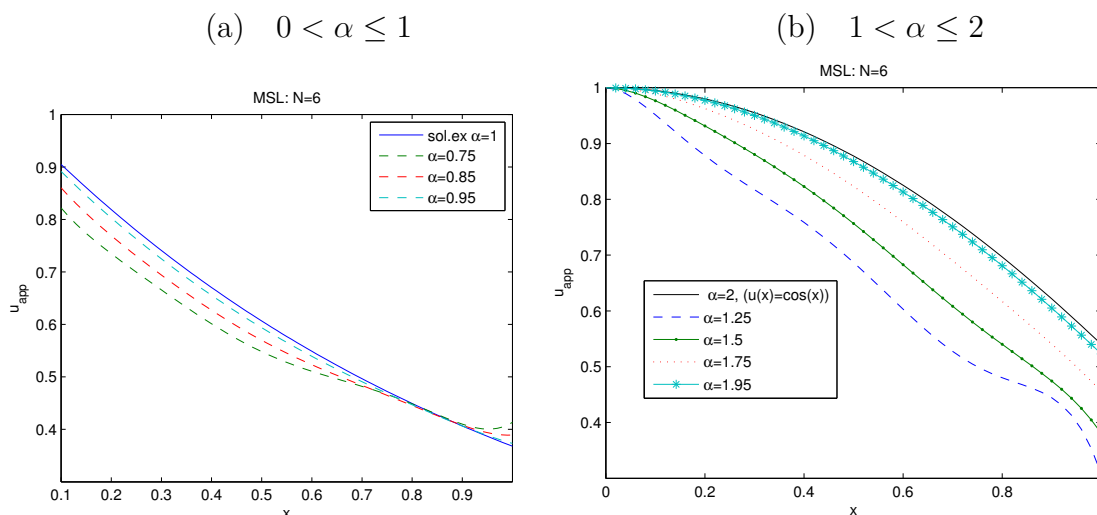 (a) 0 < α ≤ 1
(b) 1 < α ≤ 2
MSL: N=6
1
0.9
0.8
0.7
0.6
0.5
0.4
u_app
0.1 0.2 0.3 0.4 0.5 0.6 0.7 0.8 0.9
x
sol.ex α=1
α=0.75
α=0.85
α=0.95
MSL: N=6
1
0.9
0.8
0.7
0.6
0.5
0.4
u_app
0 0.2 0.4 0.6 0.8
x
α=2, (u(x)=cos(x))
α=1.25
α=1.5
α=1.75
α=1.95